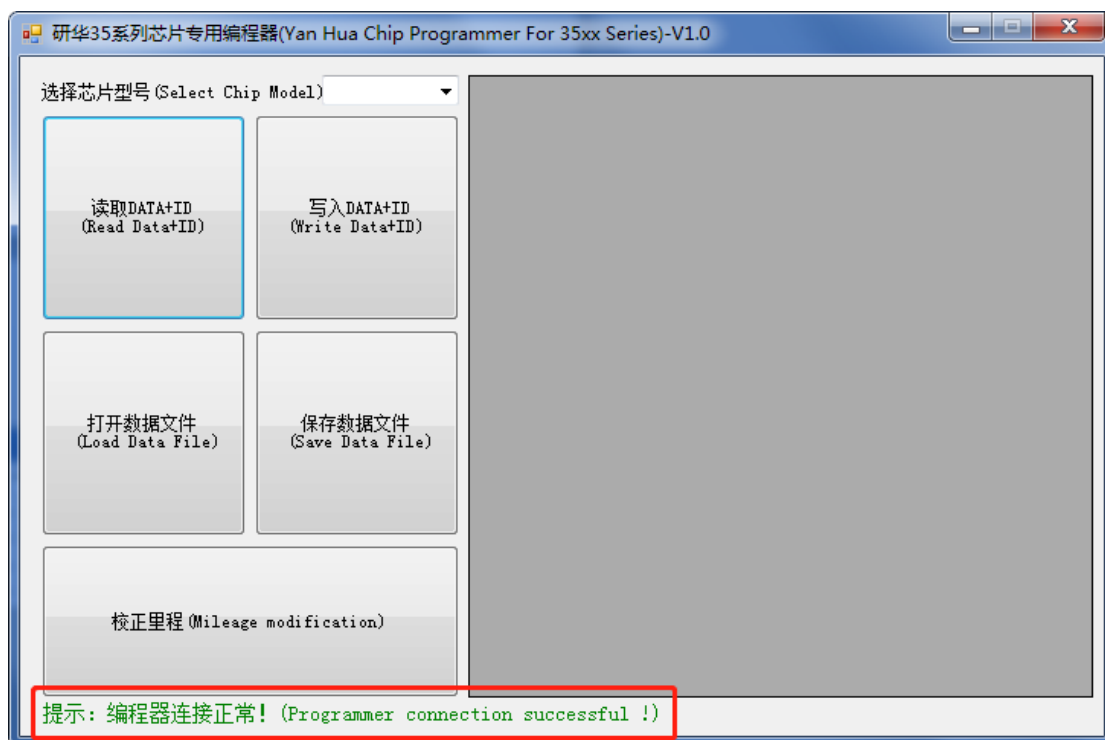 研华35系列芯片专用编程器(Yan Hua Chip Programmer For 35xx Series)-V1.0
选择芯片型号(Select Chip Model)
读取DATA+ID
(Read Data+ID)
写入DATA+ID
(Write Data+ID)
打开数据文件
(Load Data File)
保存数据文件
(Save Data File)
校正里程(Mileage modification)
提示: 编程器连接正常! (Programmer connection successful !)